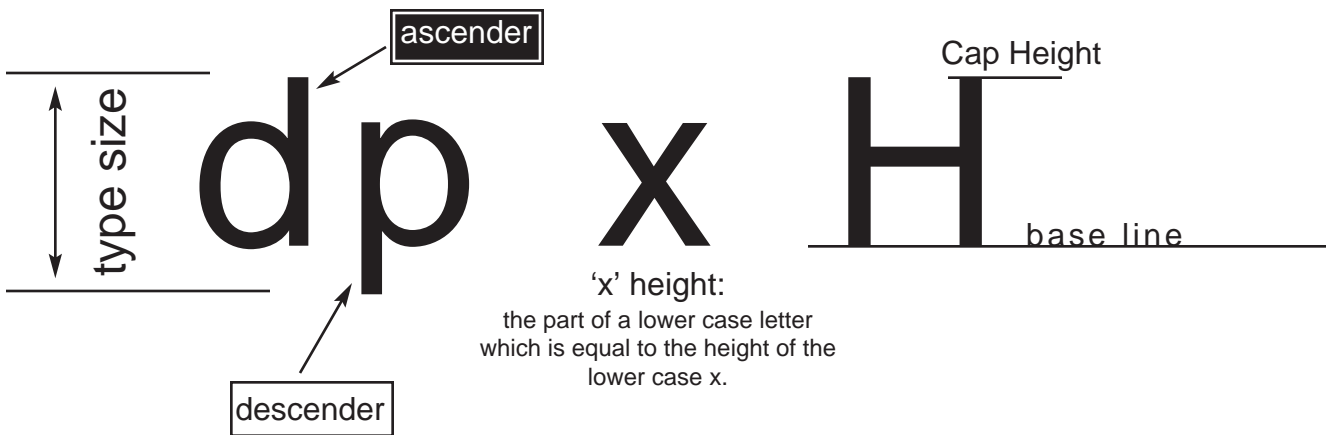 ascender
Cap Height
type size
dp x H
base line
‘x’ height:
the part of a lower case letter
which is equal to the height of the
lower case x.
descender